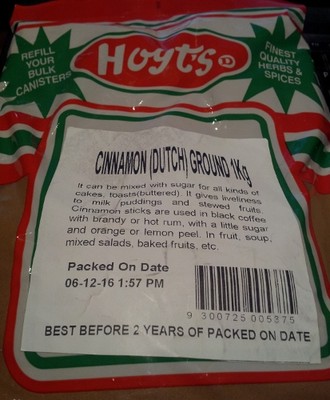 REFILL
YOUR
BULK
CANISTERS
HOYT'S
FINEST
QUALITY
HERBS &
SPICES
CINNAMON (DUTCH) GROUND 1Kg
It can be mixed with sugar for all kinds of
cakes, toasts(buttered). It gives liveliness
to milk puddings and stewed fruits.
Cinnamon sticks are used in black coffee
with brandy or hot rum, with a little sugar
and orange or lemon peel. In fruit, soup,
mixed salads, baked fruits, etc.
Packed On Date
06-12-16 1:57 PM
9 300725 005375
BEST BEFORE 2 YEARS OF PACKED ON DATE